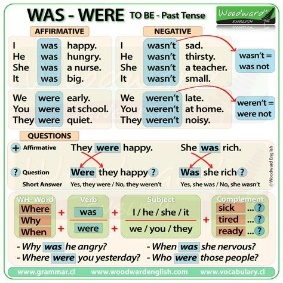 Woodward®
ENGLISH
WAS - WERE TO BE - Past Tense
AFFIRMATIVE NEGATIVE
I was happy. I wasn't sad.
He was hungry. He wasn't thirsty.
She was a nurse. She wasn't a teacher.
It was big. It wasn't small.
wasn't =
was not
We were early. We weren't late.
You were at school. You weren't at home.
They were quiet. They weren't noisy.
weren't =
were not
QUESTIONS
+ Affirmative They were happy. She was rich.
? Question Were they happy? Was she rich?
Short Answer Yes, they were / No, they weren't Yes, she was / No, she wasn't
© Woodward English
WH- Word Verb Subject Complement
Where was I / he / she / it sick ...?
Why + + + tired ...?
When were we / you / they ready ...?
- Why was he angry? - When was she nervous?
- Where were you yesterday? - Who were those people?
www.grammar.cl www.woodwardenglish.com www.vocabulary.cl